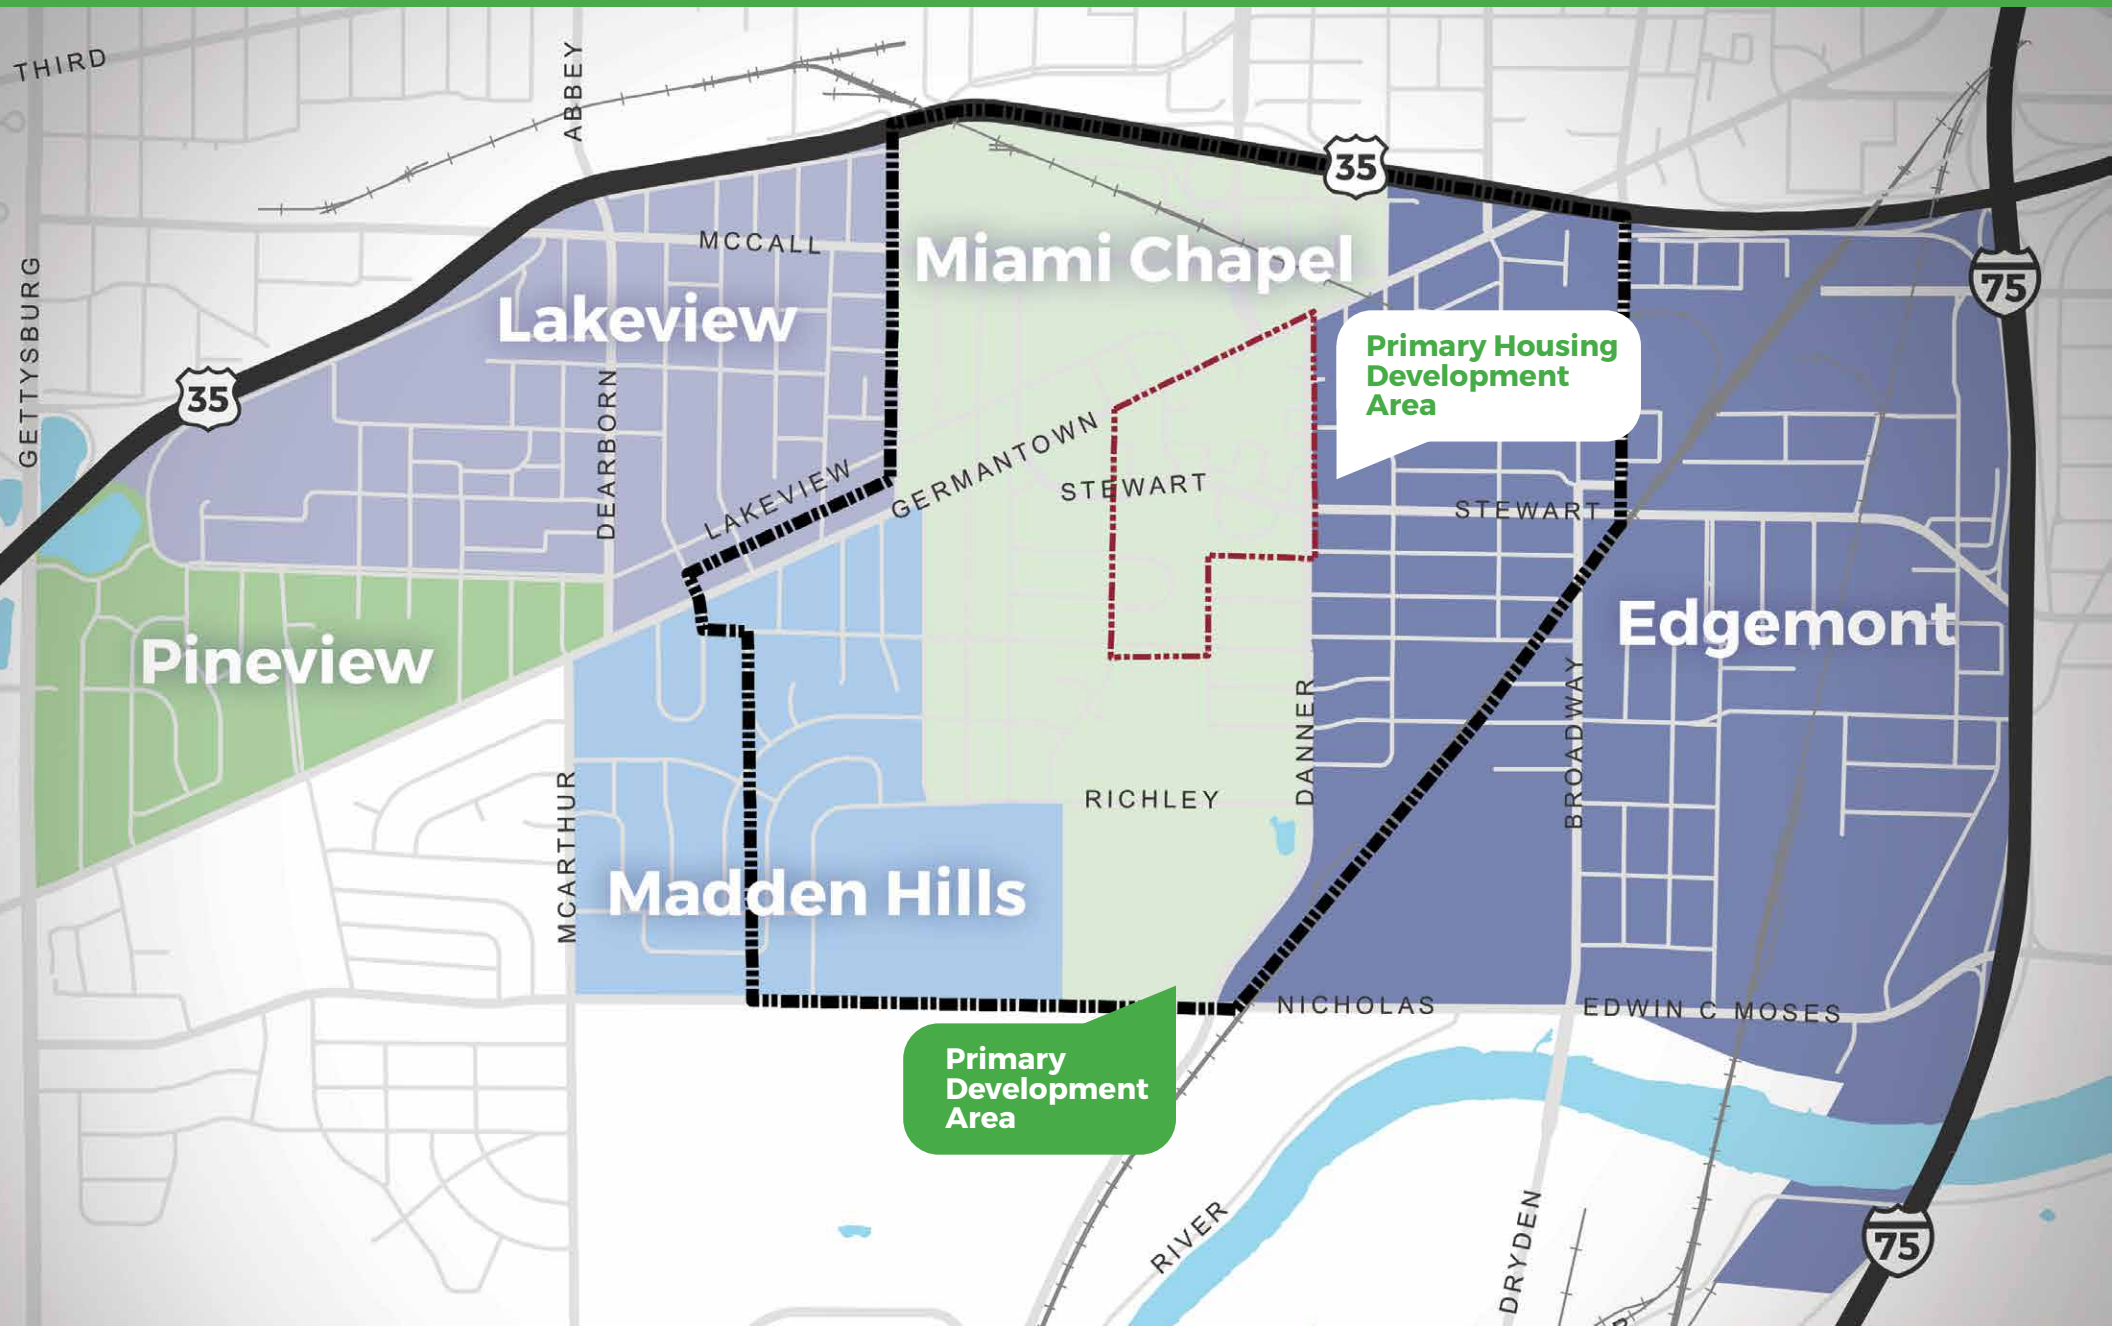 THIRD
ABBEY
35
MCCALL
Miami Chapel
GETTYSBURG
Lakeview
75
Primary Housing
Development
Area
35
DEARBORN
LAKEVIEW
GERMANTOWN
STEWART
STEWART
Pineview
Edgemont
MCARTHUR
DANNER
BROADWAY
RICHLEY
Madden Hills
NICHOLAS
EDWIN C MOSES
Primary
Development
Area
RIVER
DRYDEN
75